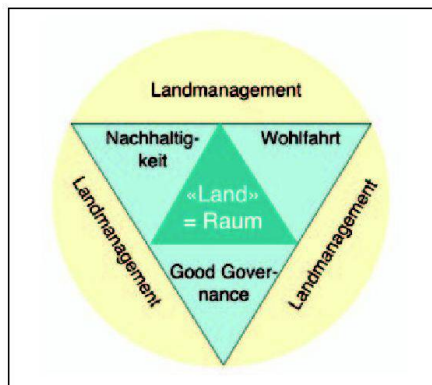 Landmanagement
Nachhaltig-
keit
Wohlfahrt
«Land»
= Raum
Landmanagement
Landmanagement
Good Gover-
nance